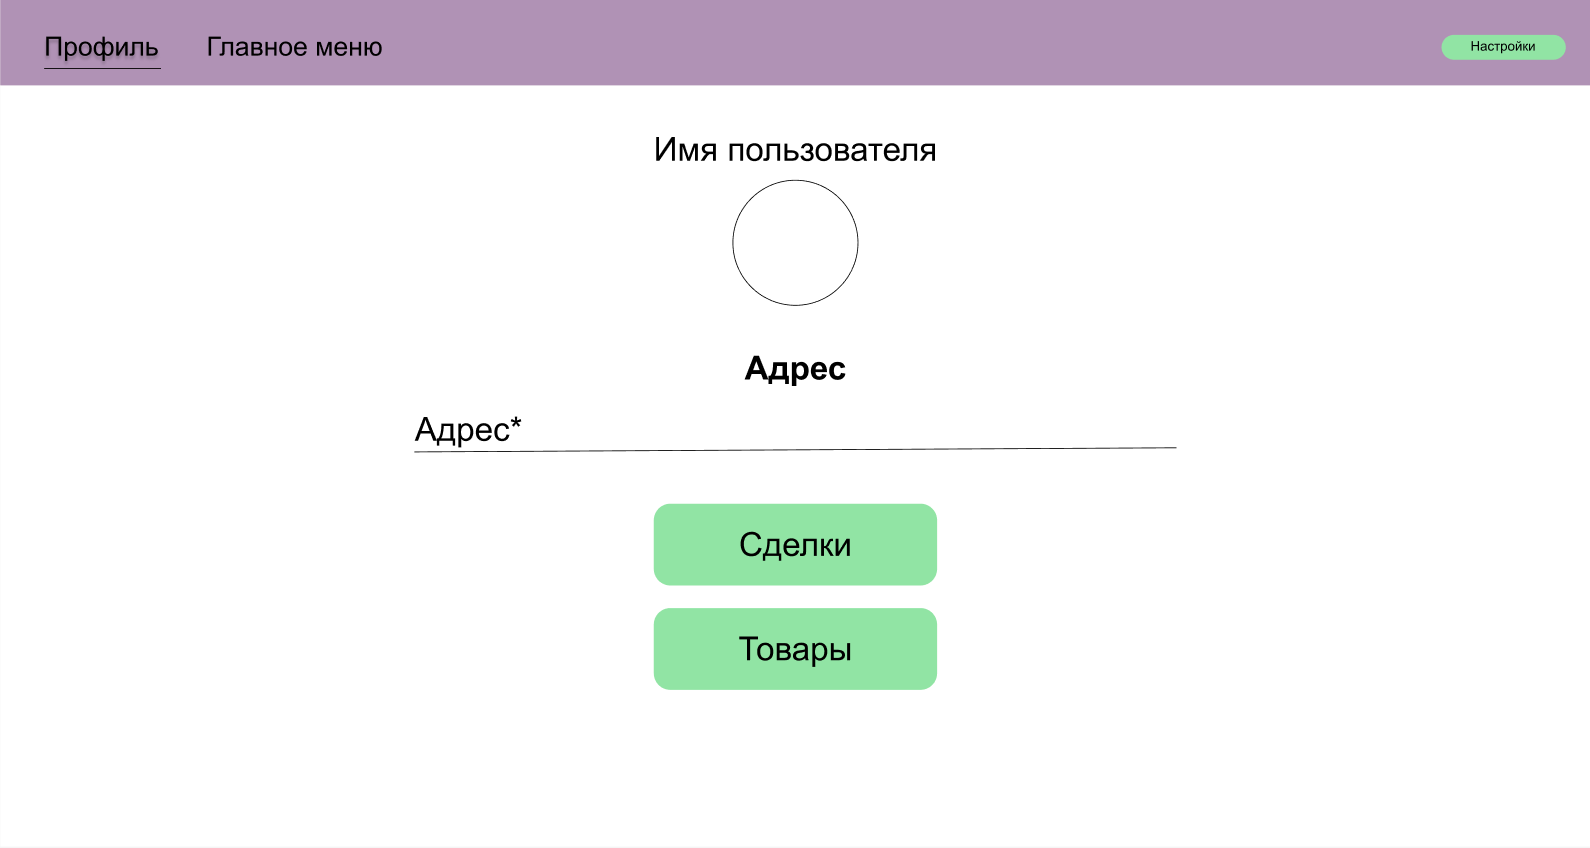 Профиль Главное меню Настройки
Имя пользователя
Адрес
Адрес*
Сделки
Товары